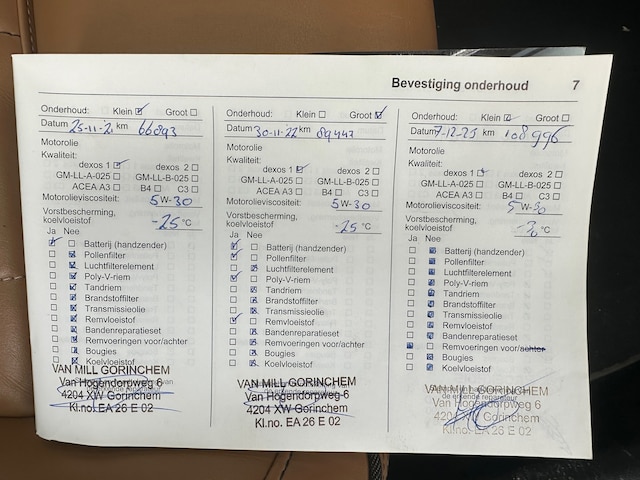 Bevestiging onderhoud 7
Onderhoud: Klein ☑ Groot ☐
Datum 25-11-21 km 66893
Motorolie
Kwaliteit:
dexos 1 ☑ dexos 2 ☐
GM-LL-A-025 ☐ GM-LL-B-025 ☐
ACEA A3 ☐ B4 ☐ C3 ☐
Motorolieviscositeit: 5W-30
Vorstbescherming,
koelvloeistof -25 °C
Ja Nee
Batterij (handzender)
Pollenfilter
Luchtfilterelement
Poly-V-riem
Tandriem
Brandstoffilter
Transmissieolie
Remvloeistof
Bandenreparatieset
Remvoeringen voor/achter
Bougies
Koelvloeistof
VAN MILL GORINCHEM
Van Hogendorpweg 6
4204 XW Gorinchem
Kl.no. EA 26 E 02
Onderhoud: Klein ☐ Groot ☑
Datum 30-11-22 km 89447
Motorolie
Kwaliteit:
dexos 1 ☑ dexos 2 ☐
GM-LL-A-025 ☐ GM-LL-B-025 ☐
ACEA A3 ☐ B4 ☐ C3 ☐
Motorolieviscositeit: 5W-30
Vorstbescherming,
koelvloeistof -25 °C
Ja Nee
Batterij (handzender)
Pollenfilter
Luchtfilterelement
Poly-V-riem
Tandriem
Brandstoffilter
Transmissieolie
Remvloeistof
Bandenreparatieset
Remvoeringen voor/achter
Bougies
Koelvloeistof
VAN MILL GORINCHEM
Van Hogendorpweg 6
4204 XW Gorinchem
Kl.no. EA 26 E 02
Onderhoud: Klein ☑ Groot ☐
Datum 7-12-23 km 108996
Motorolie
Kwaliteit:
dexos 1 ☑ dexos 2 ☐
GM-LL-A-025 ☐ GM-LL-B-025 ☐
ACEA A3 ☐ B4 ☐ C3 ☐
Motorolieviscositeit: 5W-30
Vorstbescherming,
koelvloeistof -30 °C
Ja Nee
Batterij (handzender)
Pollenfilter
Luchtfilterelement
Poly-V-riem
Tandriem
Brandstoffilter
Transmissieolie
Remvloeistof
Bandenreparatieset
Remvoeringen voor/achter
Bougies
Koelvloeistof
VAN MILL GORINCHEM
Van Hogendorpweg 6
4204 XW Gorinchem
Kl.no. EA 26 E 02